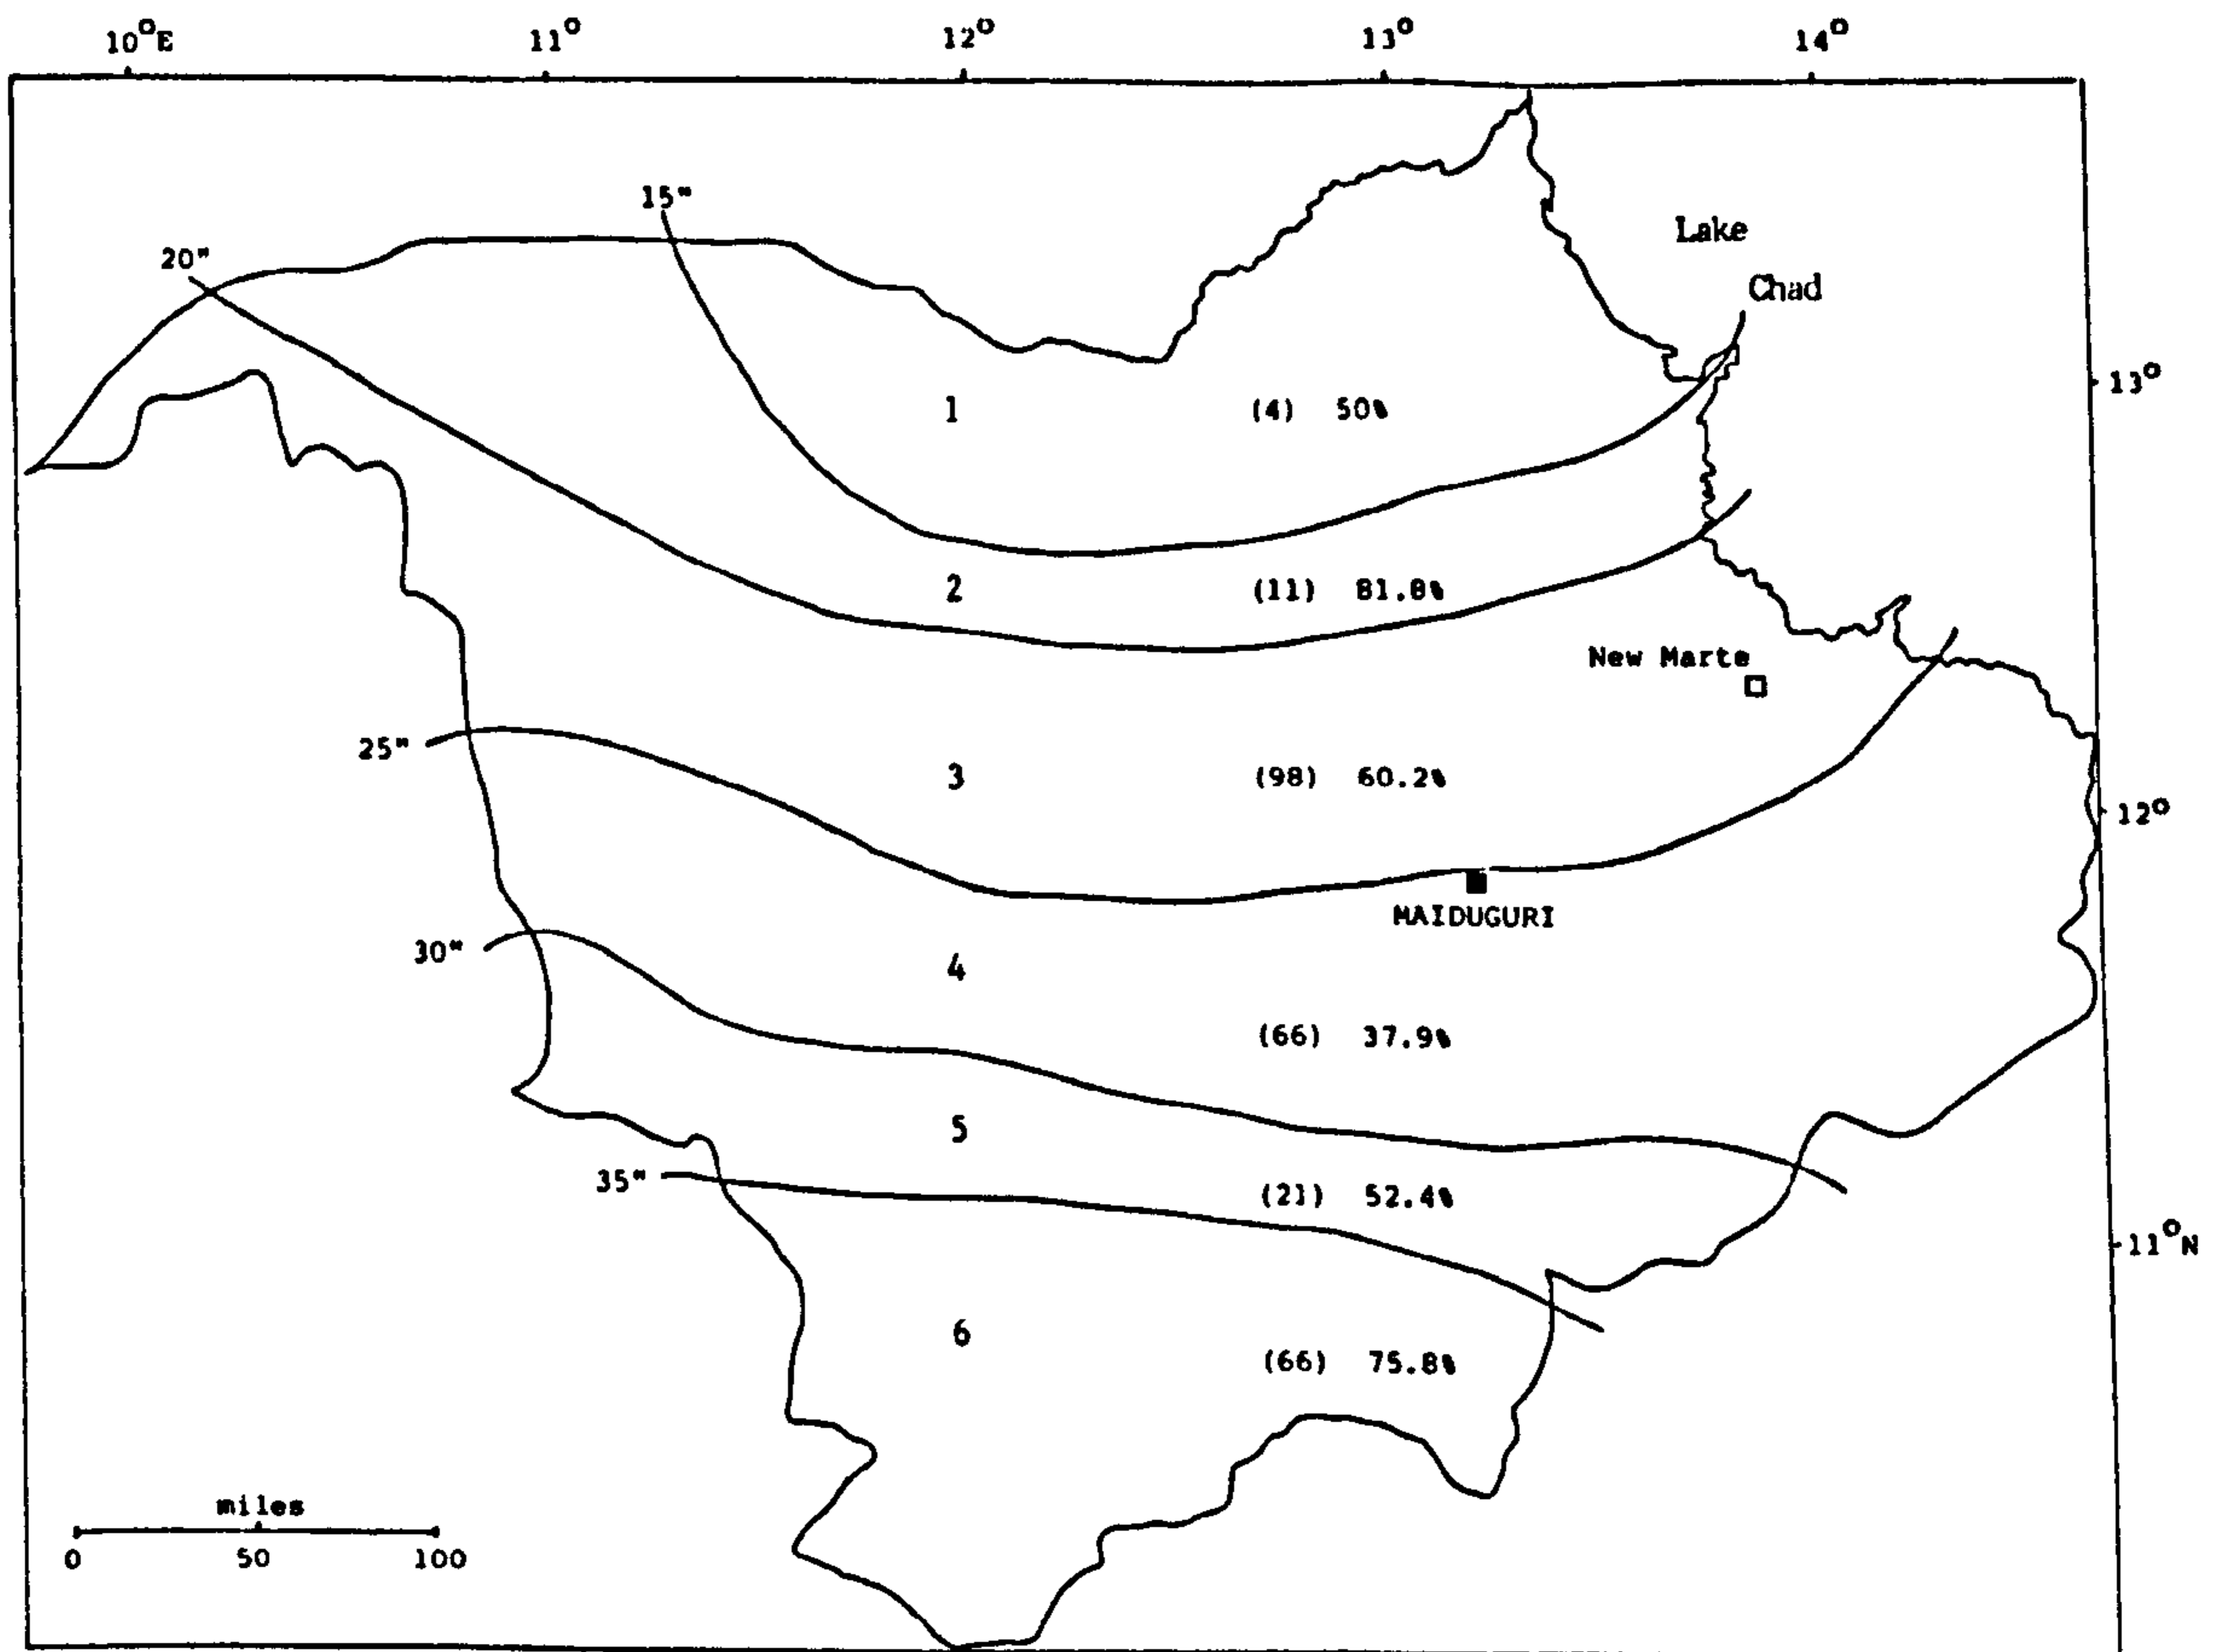 10°E 11° 12° 13° 14°
15"
20"
Lake
Chad
13°
1 (4) 50%
2 (11) 81.8%
New Marte
25"
3 (98) 60.2%
12°
MAIDUGURI
30"
4
(66) 37.9%
5
35"
(21) 52.4%
11°N
6
(66) 75.8%
miles
0 50 100